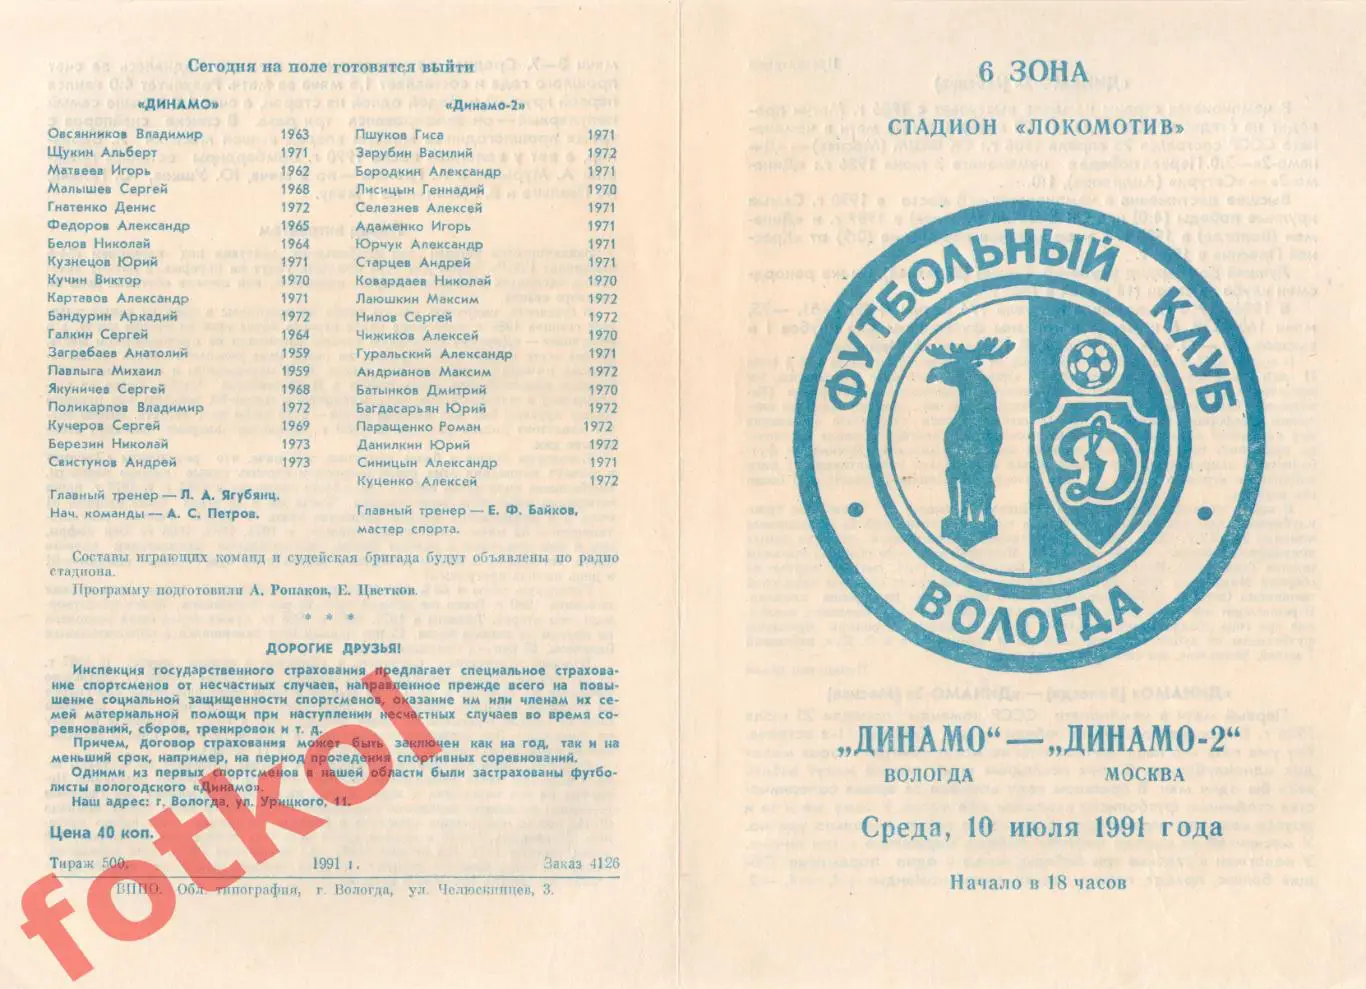 Сегодня на поле готовятся выйти
«ДИНАМО»
Овсянников Владимир 1963
Щукин Альберт 1971
Матвеев Игорь 1962
Малышев Сергей 1968
Гнатенко Денис 1972
Федоров Александр 1965
Белов Николай 1964
Кузнецов Юрий 1971
Кучин Виктор 1970
Картавов Александр 1971
Бандурин Аркадий 1972
Галкин Сергей 1964
Загребаев Анатолий 1959
Павлыга Михаил 1959
Якуничев Сергей 1968
Поликарпов Владимир 1972
Кучеров Сергей 1969
Березин Николай 1973
Свистунов Андрей 1973
Главный тренер — Л. А. Ягубянц.
Нач. команды — А. С. Петров.
«Динамо-2»
Пшуков Гиса 1971
Зарубин Василий 1972
Бородкин Александр 1971
Лисицын Геннадий 1970
Селезнев Алексей 1971
Адаменко Игорь 1971
Юрчук Александр 1971
Старцев Андрей 1971
Ковардаев Николай 1970
Лаюшкин Максим 1972
Нилов Сергей 1972
Чижиков Алексей 1970
Гуральский Александр 1971
Андрианов Максим 1972
Батынков Дмитрий 1970
Багдасарьян Юрий 1972
Паращенко Роман 1972
Данилкин Юрий 1972
Синицын Александр 1971
Куценко Алексей 1972
Главный тренер — Е. Ф. Байков,
мастер спорта.
Составы играющих команд и судейская бригада будут объявлены по радио
стадиона.
Программу подготовили А. Ропаков, Е. Цветков.
* * *
ДОРОГИЕ ДРУЗЬЯ!
Инспекция государственного страхования предлагает специальное страхова-
ние спортсменов от несчастных случаев, направленное прежде всего на повы-
шение социальной защищенности спортсменов, оказание им или членам их се-
мей материальной помощи при наступлении несчастных случаев во время со-
ревнований, сборов, тренировок и т. д.
Причем, договор страхования может быть заключен как на год, так и на
меньший срок, например, на период проведения спортивных соревнований.
Одними из первых спортсменов в нашей области были застрахованы футбо-
листы вологодского «Динамо».
Наш адрес: г. Вологда, ул. Урицкого, 11.
Цена 40 коп.
Тираж 500. 1991 г. Заказ 4126
ВППО. Обл. типография, г. Вологда, ул. Челюскинцев, 3.
fotkol
6 ЗОНА
СТАДИОН «ЛОКОМОТИВ»
ФУТБОЛЬНЫЙ КЛУБ
Д
• ВОЛОГДА •
„ДИНАМО“ — „ДИНАМО-2“
ВОЛОГДА МОСКВА
Среда, 10 июля 1991 года
Начало в 18 часов